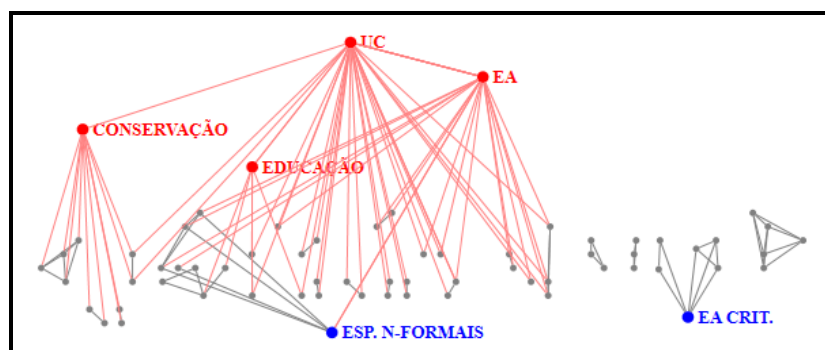 UC
EA
CONSERVAÇÃO
EDUCAÇÃO
ESP. N-FORMAIS
EA CRIT.